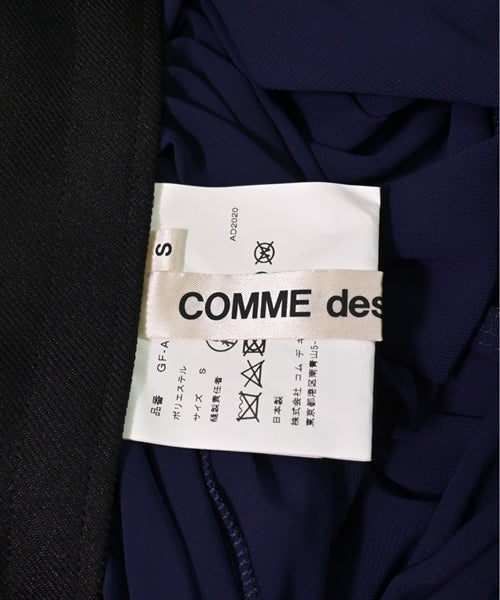 S
COMME des
AD2020
品番 GF-A
ポリエステル
サイズ S
縫製責任者
日本製
株式会社 コム デ
東京都港区南青山5-